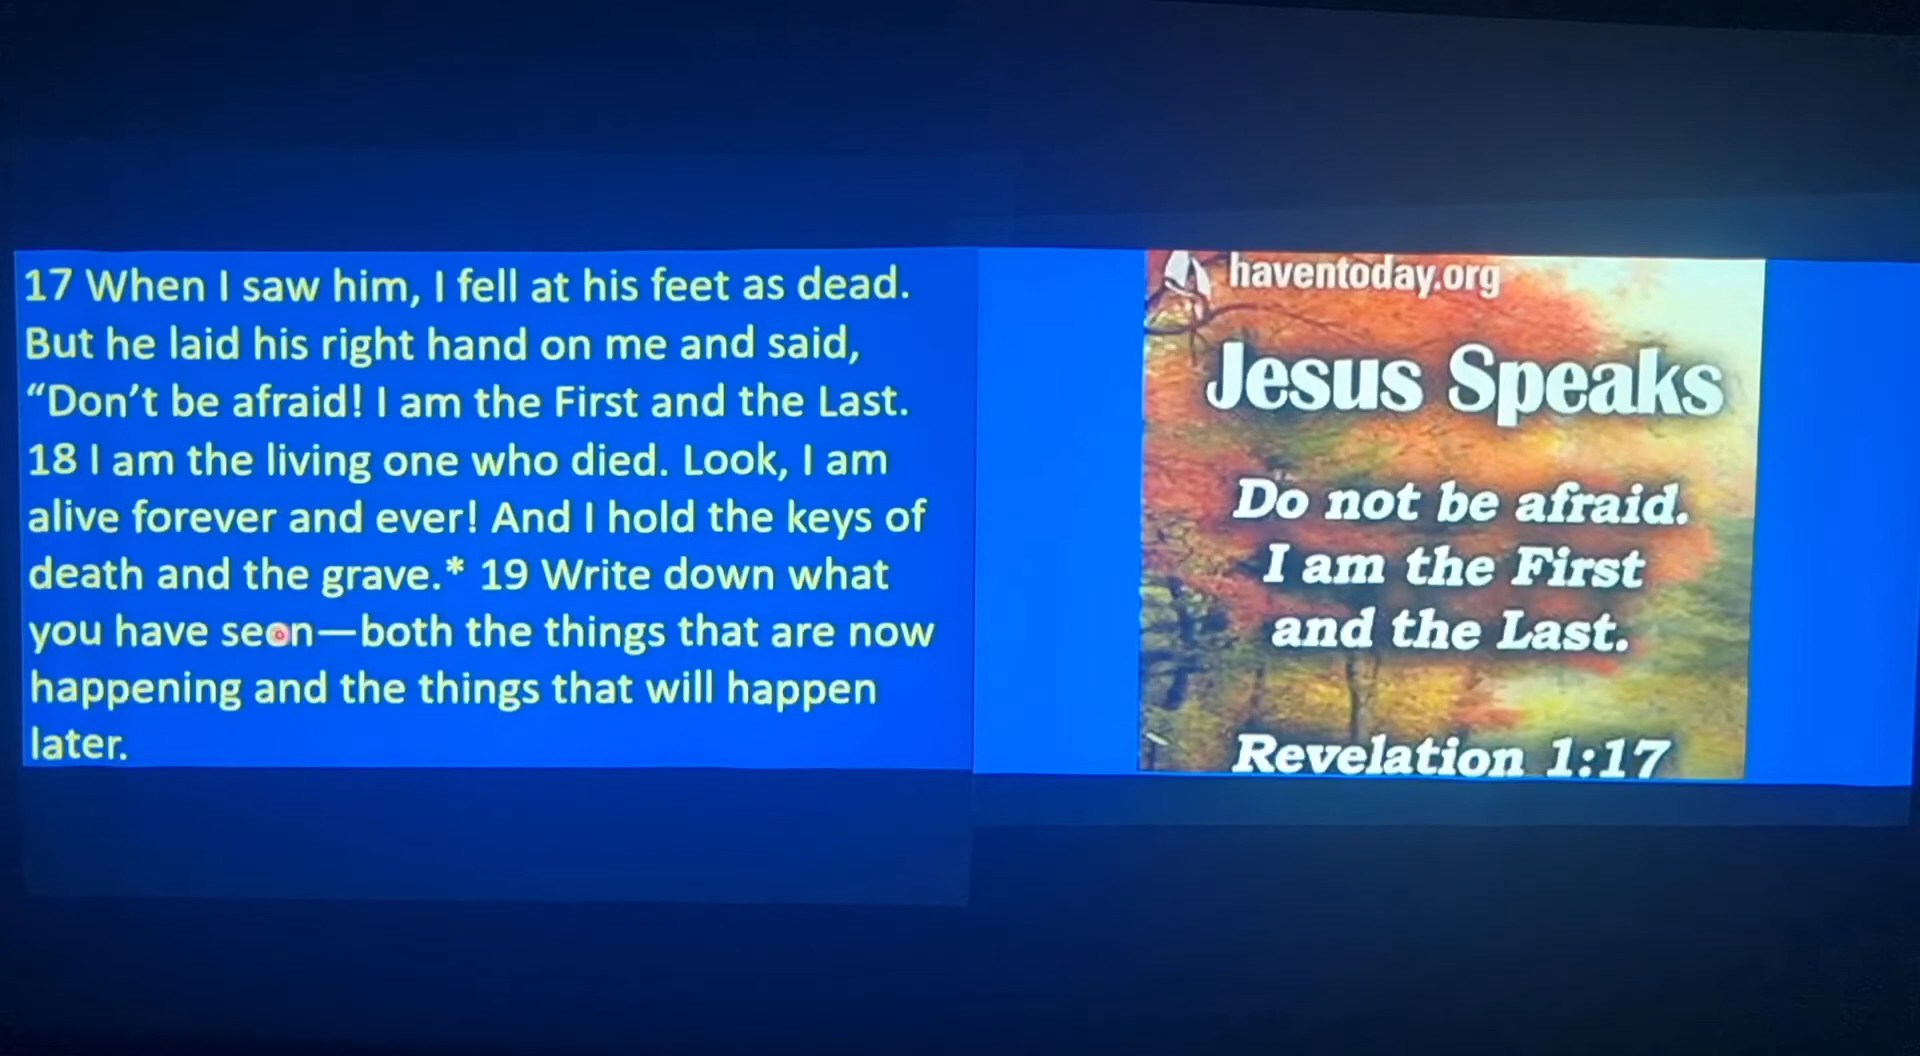 17 When I saw him, I fell at his feet as dead.
But he laid his right hand on me and said,
“Don’t be afraid! I am the First and the Last.
18 I am the living one who died. Look, I am
alive forever and ever! And I hold the keys of
death and the grave.* 19 Write down what
you have seen—both the things that are now
happening and the things that will happen
later.
haventoday.org
Jesus Speaks
Do not be afraid.
I am the First
and the Last.
Revelation 1:17